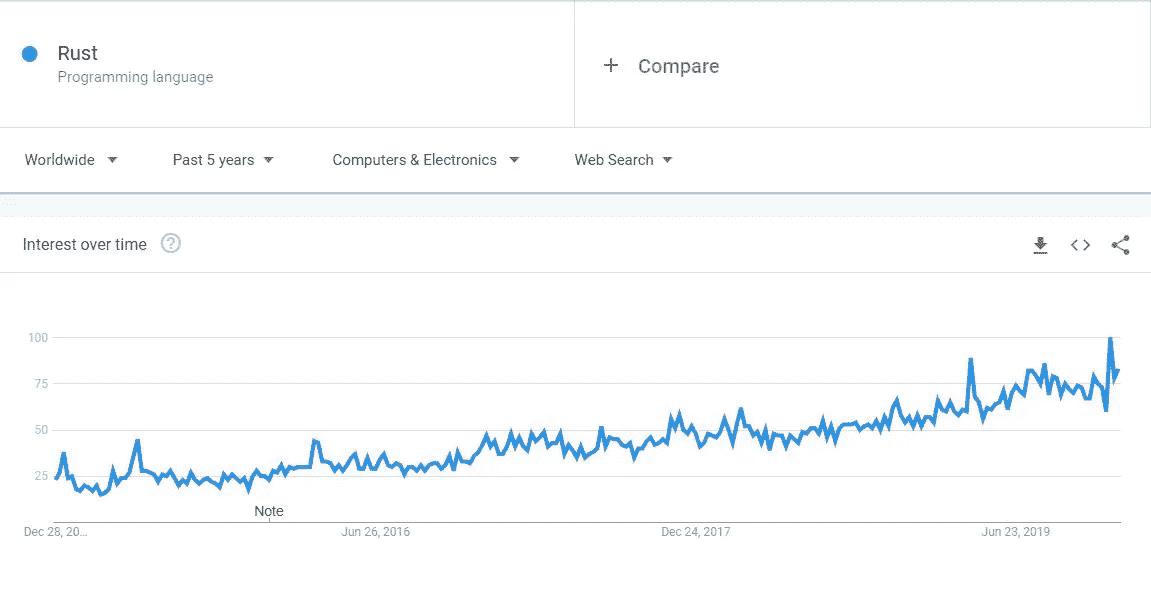 Rust
Programming language
+ Compare
Worldwide Past 5 years Computers & Electronics Web Search
Interest over time ?
100
75
50
25
Note
Dec 28, 20... Jun 26, 2016 Dec 24, 2017 Jun 23, 2019